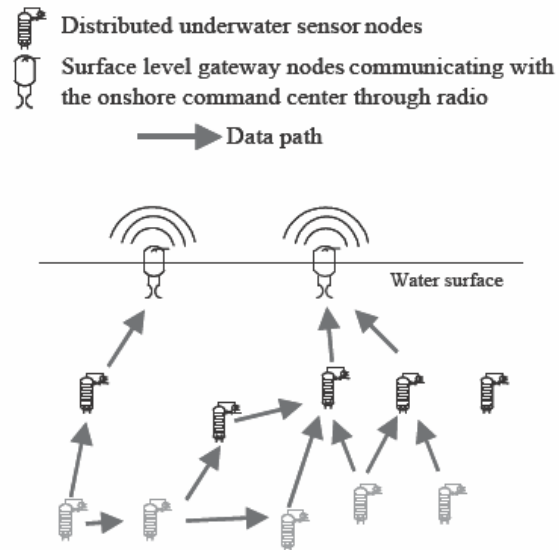 Distributed underwater sensor nodes
Surface level gateway nodes communicating with
the onshore command center through radio
Data path
Water surface